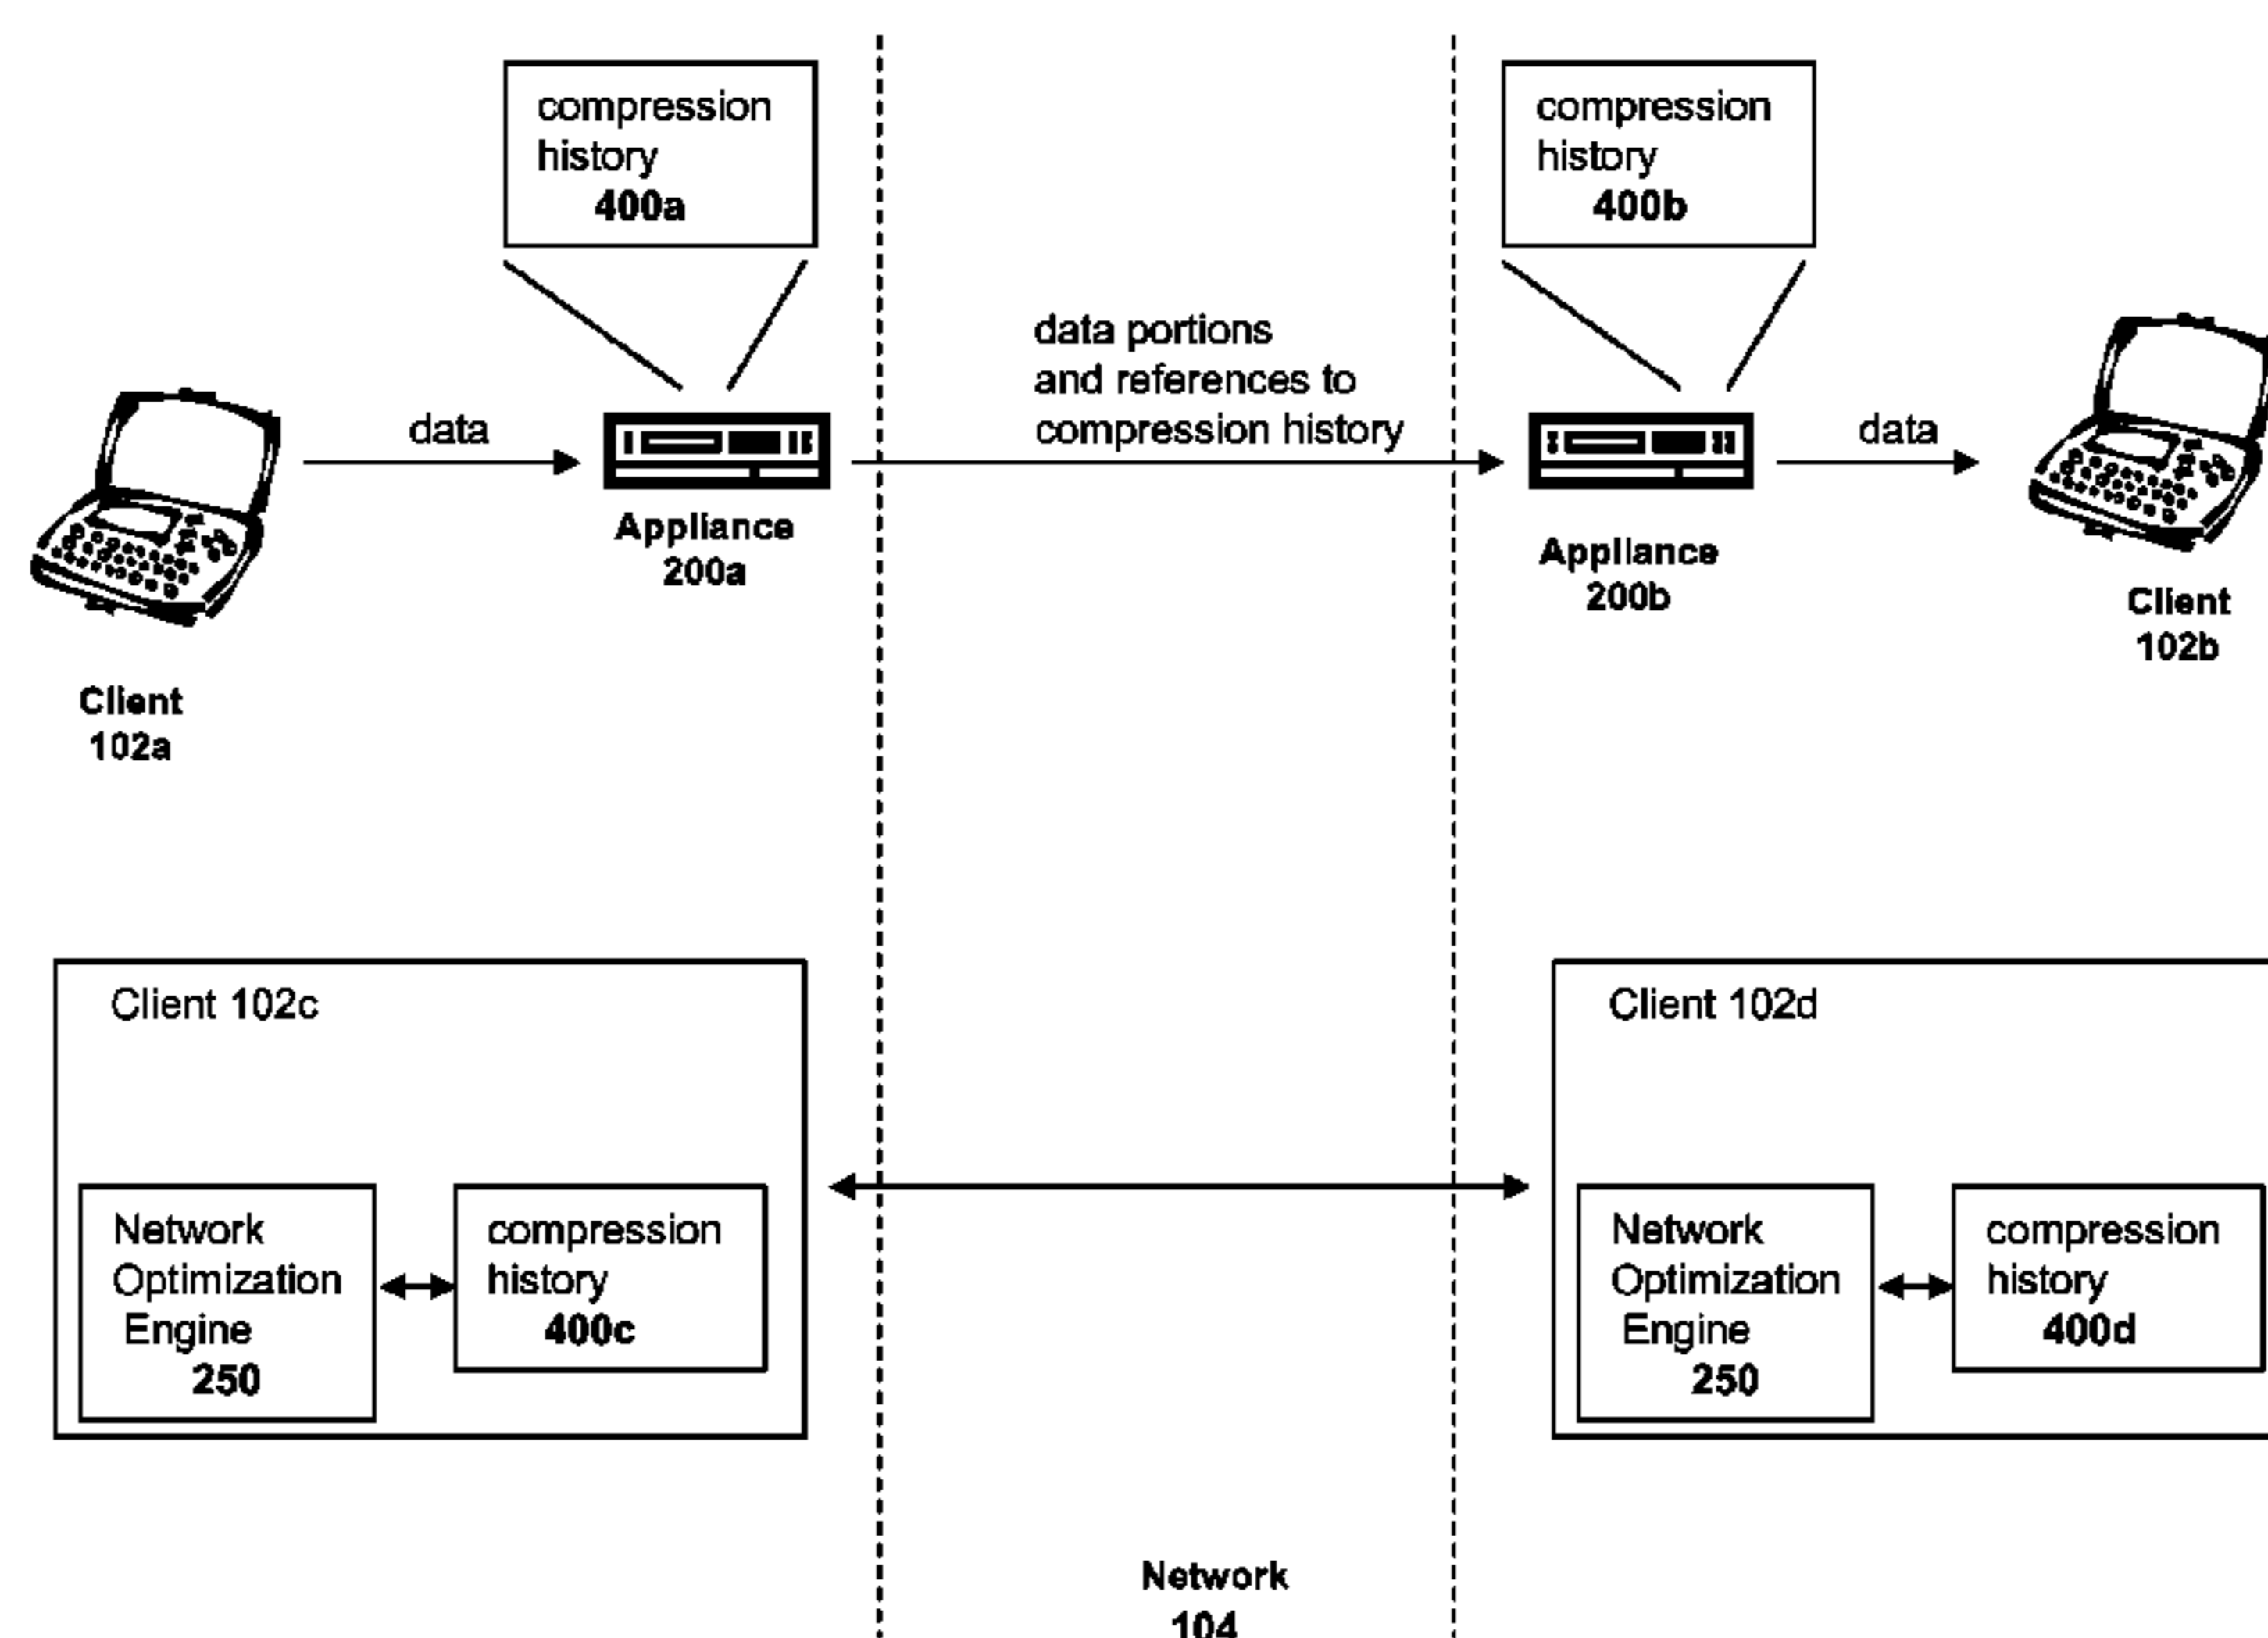 compression
history
400a
compression
history
400b
data
data portions
and references to
compression history
data
Appliance
200a
Appliance
200b
Client
102a
Client
102b
Client 102c
Network
Optimization
Engine
250
compression
history
400c
Client 102d
Network
Optimization
Engine
250
compression
history
400d
Network
104